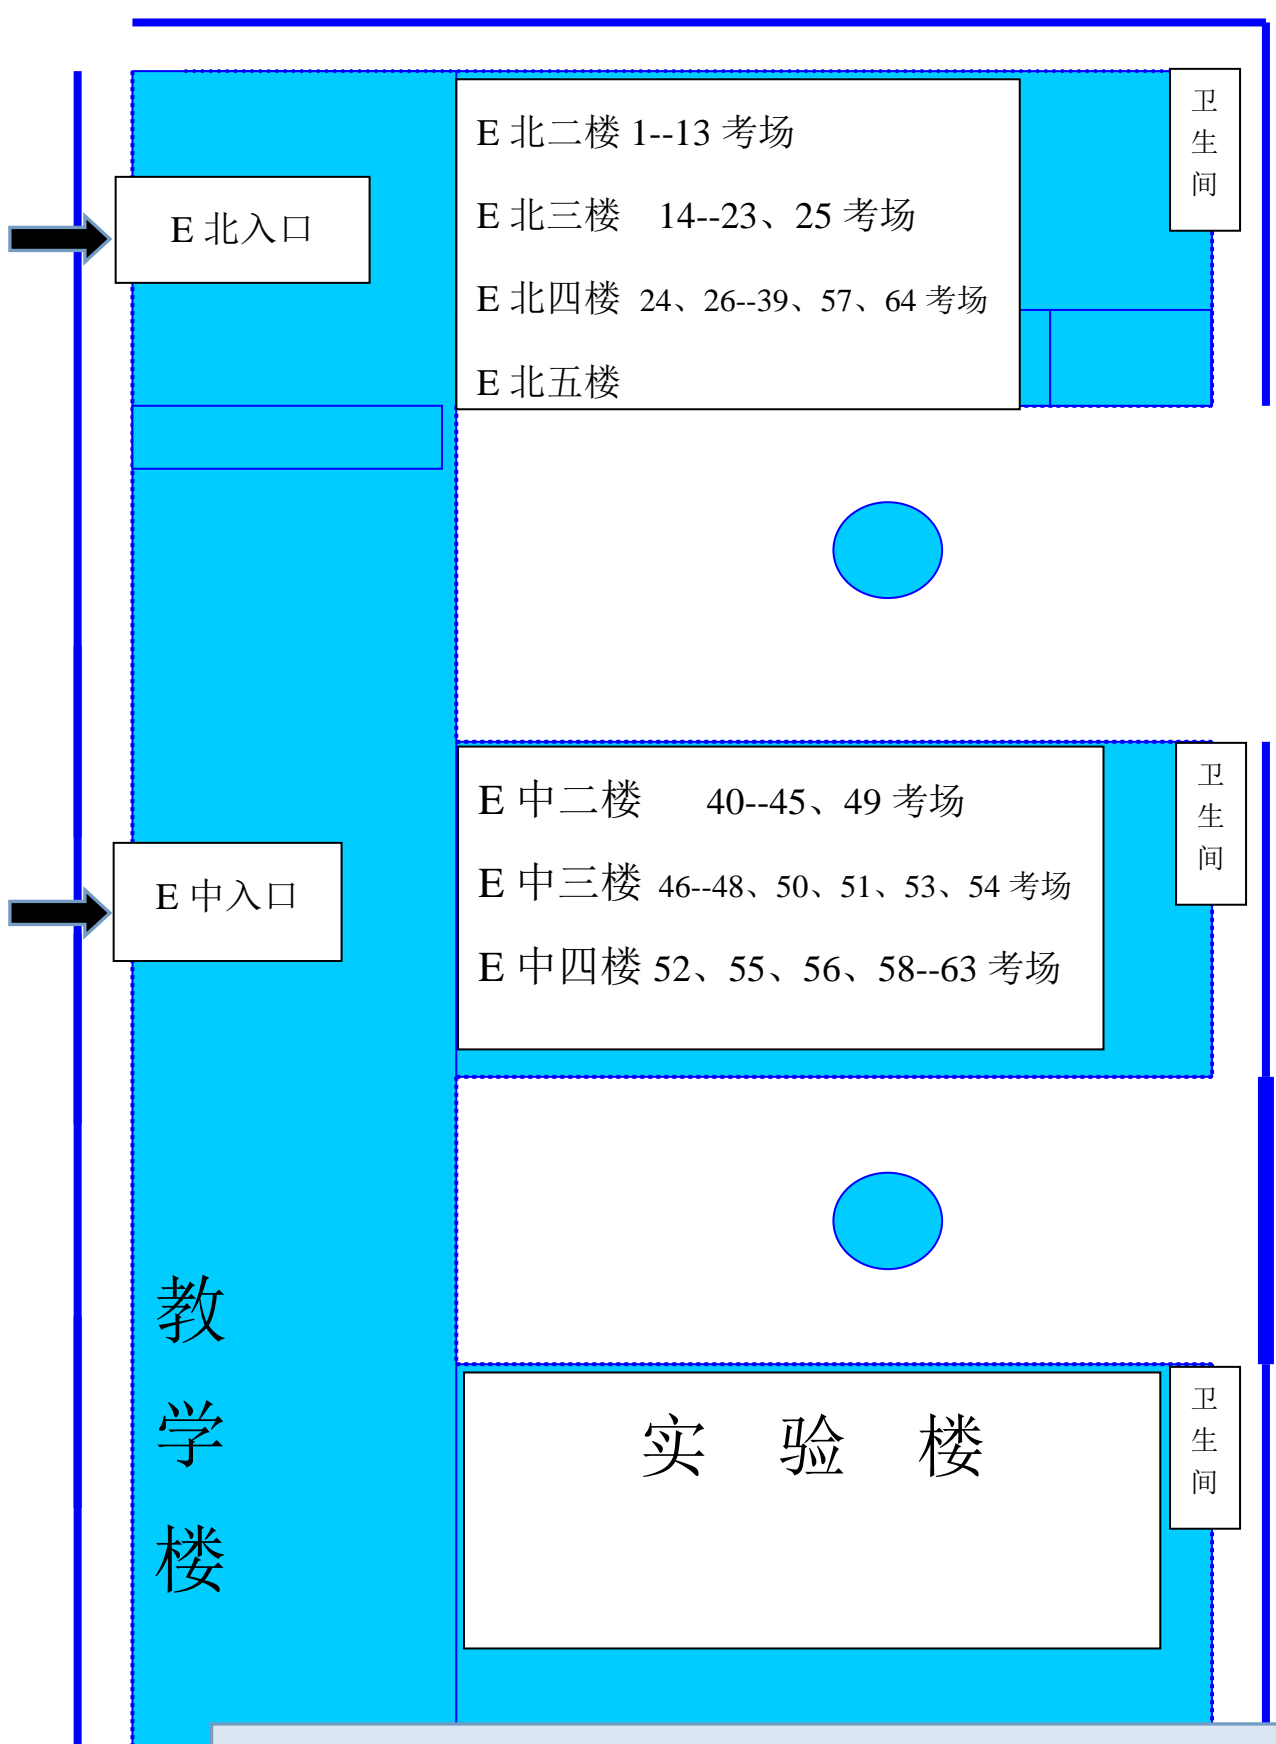 E 北二楼 1--13 考场
卫生间
E 北三楼 14--23、25 考场
E 北入口
E 北四楼 24、26--39、57、64 考场
E 北五楼
E 中二楼 40--45、49 考场
卫生间
E 中三楼 46--48、50、51、53、54 考场
E 中入口
E 中四楼 52、55、56、58--63 考场
教学楼
实 验 楼
卫生间